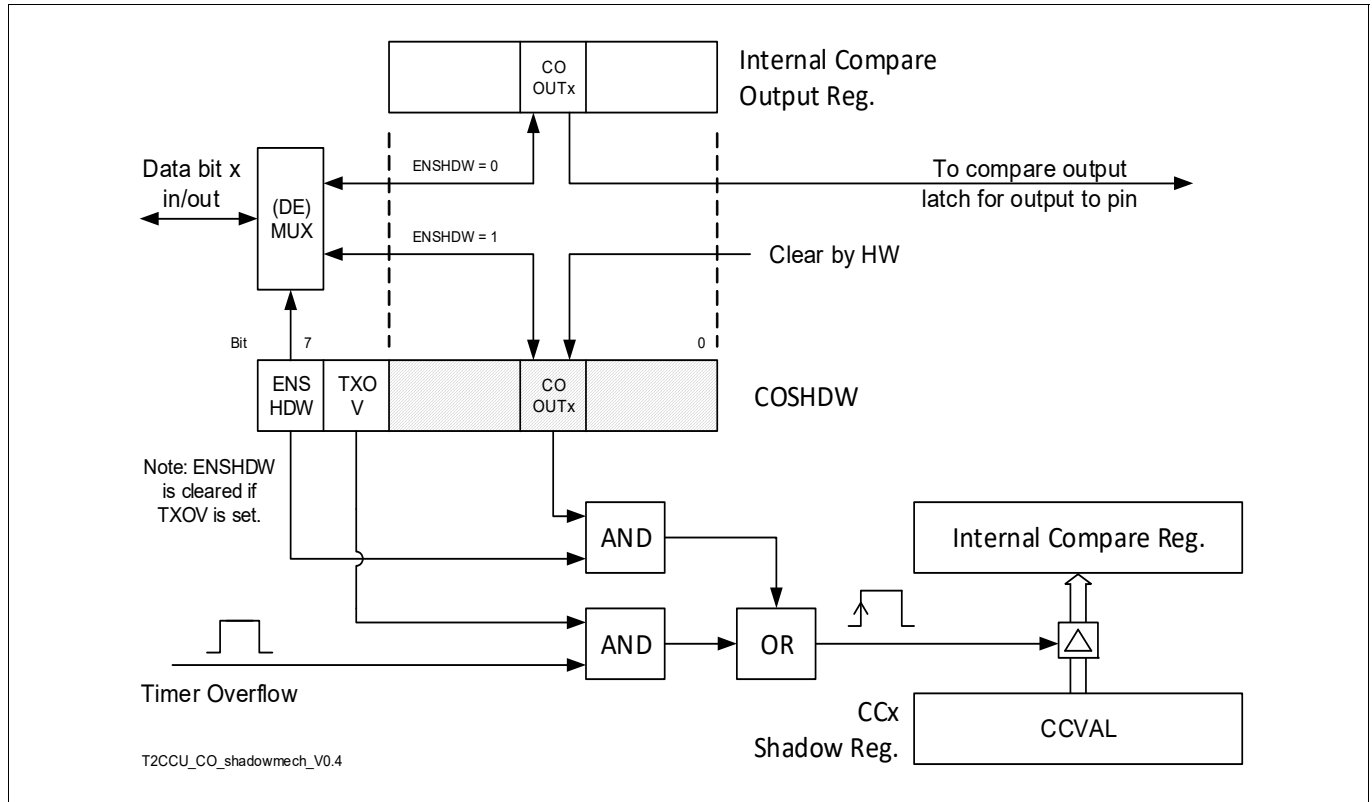 CO
OUTx
Internal Compare
Output Reg.
Data bit x
in/out
(DE)
MUX
ENSHDW = 0
To compare output
latch for output to pin
ENSHDW = 1
Clear by HW
Bit
7
0
ENS
HDW
TXO
V
CO
OUTx
COSHDW
Note: ENSHDW
is cleared if
TXOV is set.
AND
Internal Compare Reg.
AND
OR
Timer Overflow
CCx
Shadow Reg.
CCVAL
T2CCU_CO_shadowmech_V0.4